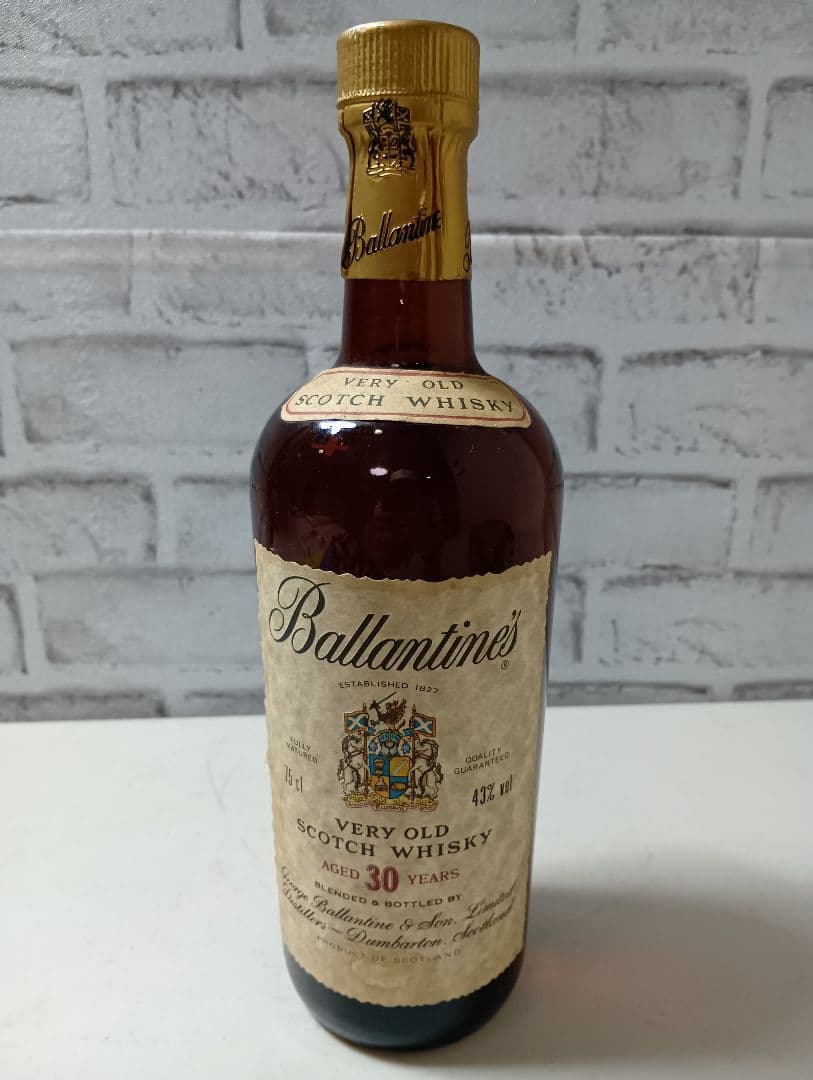 Ballantine
VERY OLD
SCOTCH WHISKY
Ballantine's®
ESTABLISHED 1827
FULLY
MATURED
75 cl
QUALITY
GUARANTEED
43% vol
VERY OLD
SCOTCH WHISKY
AGED 30 YEARS
BLENDED & BOTTLED BY
George Ballantine & Son, Limited
Distillers — Dumbarton, Scotland
PRODUCT OF SCOTLAND